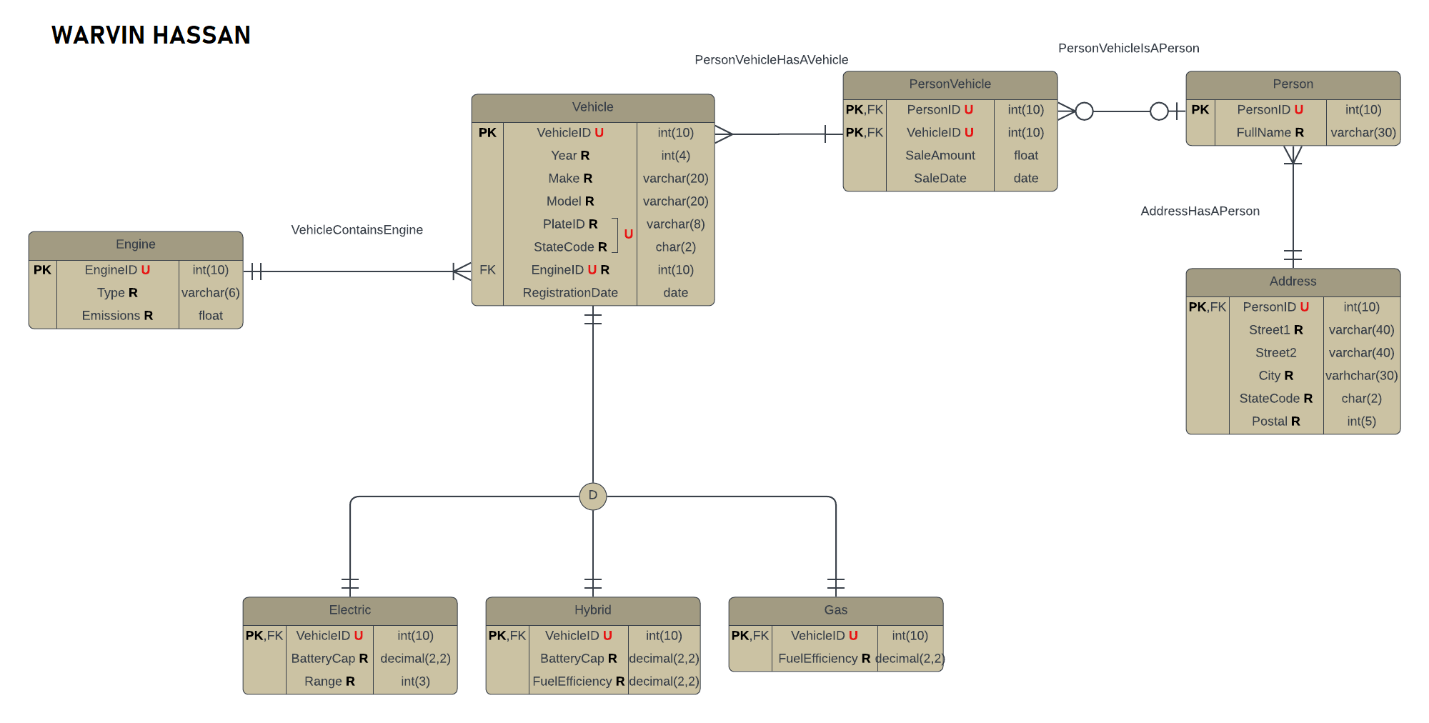 WARVIN HASSAN
PersonVehicleHasAVehicle
PersonVehicleIsAPerson
Vehicle
PK VehicleID U int(10)
Year R int(4)
Make R varchar(20)
Model R varchar(20)
PlateID R varchar(8)
U
StateCode R char(2)
FK EngineID U R int(10)
RegistrationDate date
PersonVehicle
PK,FK PersonID U int(10)
PK,FK VehicleID U int(10)
SaleAmount float
SaleDate date
Person
PK PersonID U int(10)
FullName R varchar(30)
AddressHasAPerson
VehicleContainsEngine
Engine
PK EngineID U int(10)
Type R varchar(6)
Emissions R float
Address
PK,FK PersonID U int(10)
Street1 R varchar(40)
Street2 varchar(40)
City R varhchar(30)
StateCode R char(2)
Postal R int(5)
D
Electric
PK,FK VehicleID U int(10)
BatteryCap R decimal(2,2)
Range R int(3)
Hybrid
PK,FK VehicleID U int(10)
BatteryCap R decimal(2,2)
FuelEfficiency R decimal(2,2)
Gas
PK,FK VehicleID U int(10)
FuelEfficiency R decimal(2,2)